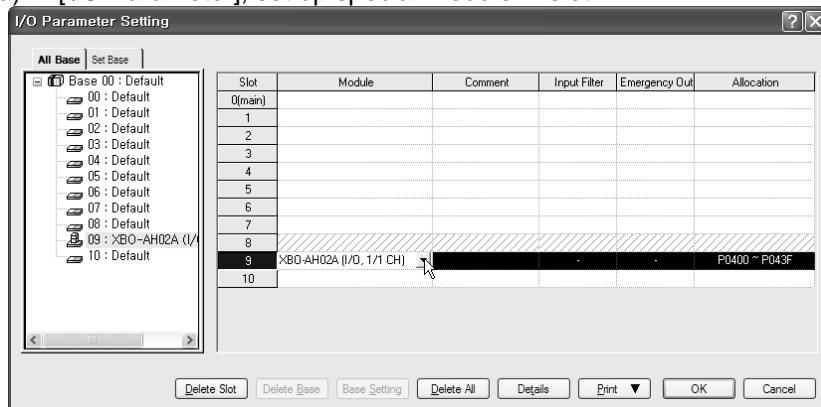 I/O Parameter Setting
All Base Set Base
Base 00 : Default
00 : Default
01 : Default
02 : Default
03 : Default
04 : Default
05 : Default
06 : Default
07 : Default
08 : Default
09 : XBO-AH02A (I/
10 : Default
Slot Module Comment Input Filter Emergency Out Allocation
0(main)
1
2
3
4
5
6
7
8
9 XBO-AH02A (I/O, 1/1 CH) - - P0400 ~ P043F
10
Delete Slot Delete Base Base Setting Delete All Details Print ▼ OK Cancel